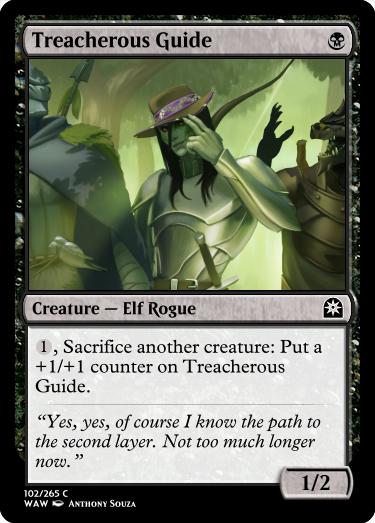 Treacherous Guide
Creature — Elf Rogue
1, Sacrifice another creature: Put a
+1/+1 counter on Treacherous
Guide.
“Yes, yes, of course I know the path to
the second layer. Not too much longer
now.”
1/2
102/265 C
WAW Anthony Souza